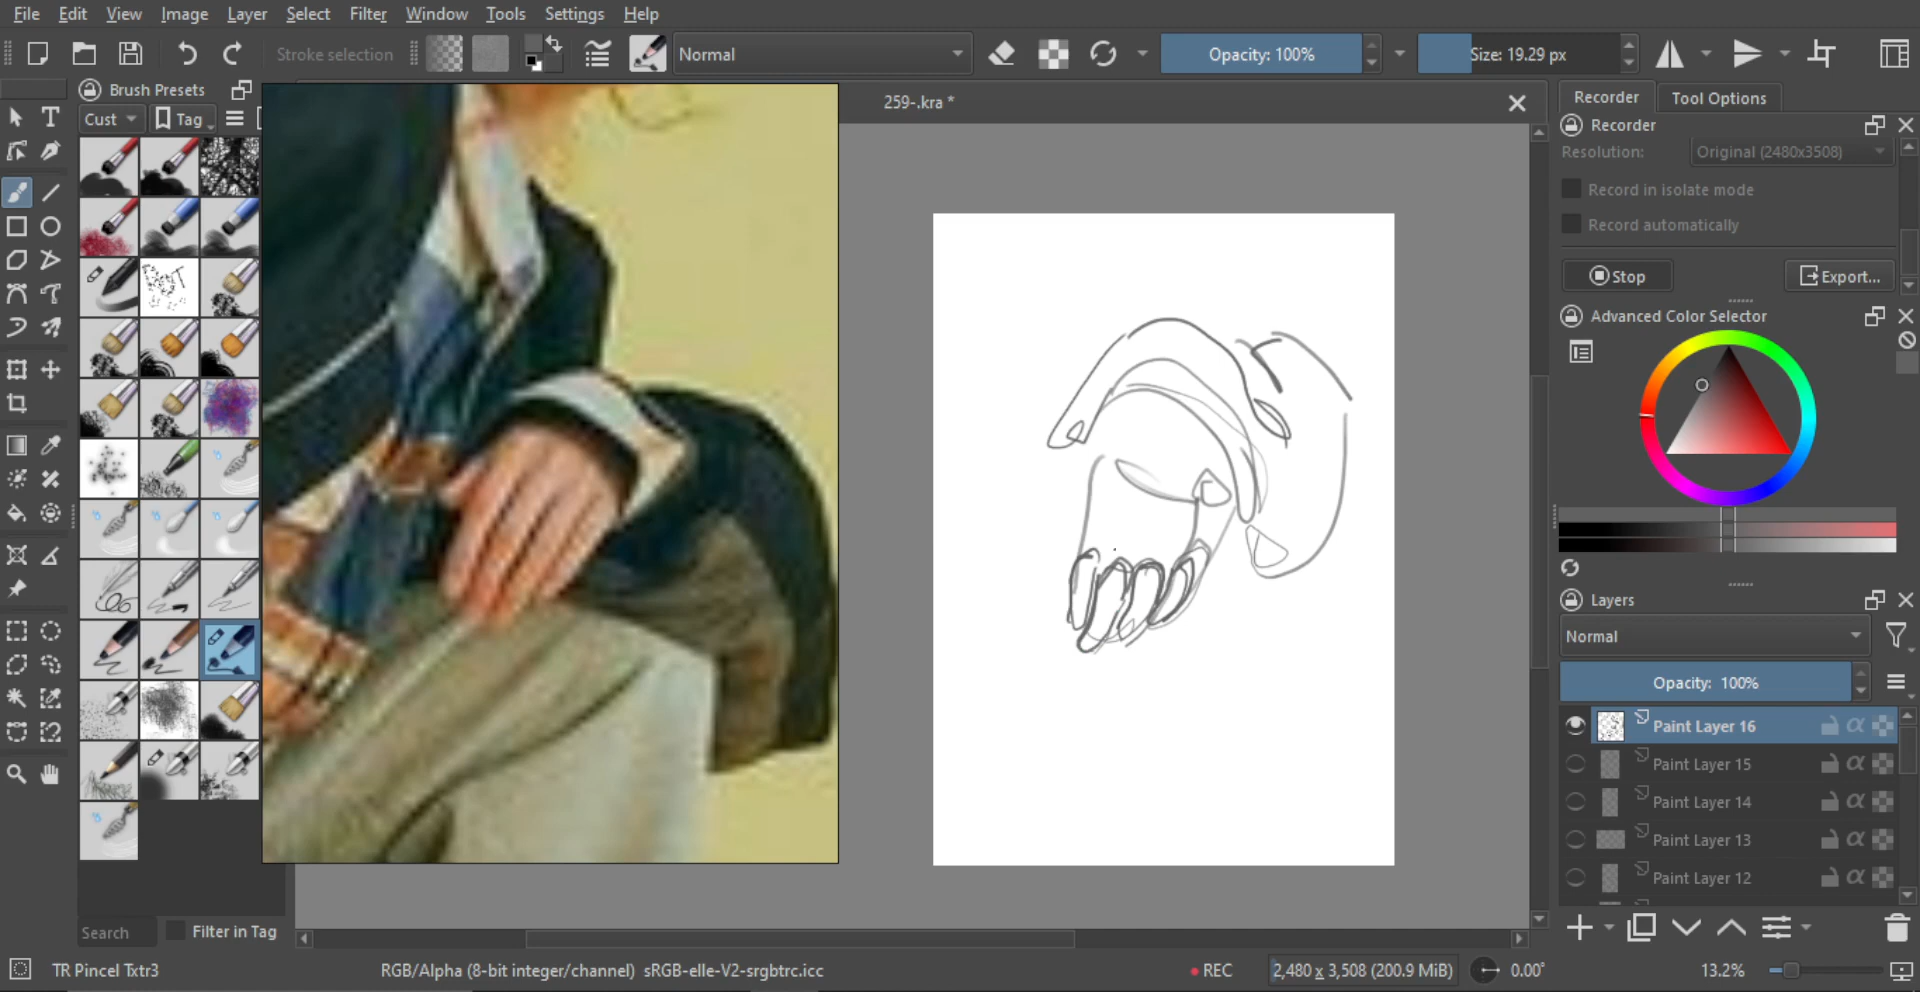 File Edit View Image Layer Select Filter Window Tools Settings Help
Stroke selection Normal Opacity: 100% Size: 19.29 px
Brush Presets
Cust Tag
259-.kra *
Recorder Tool Options
Recorder
Resolution: Original (2480x3508)
Record in isolate mode
Record automatically
Stop Export...
Advanced Color Selector
Layers
Normal
Opacity: 100%
Paint Layer 16
Paint Layer 15
Paint Layer 14
Paint Layer 13
Paint Layer 12
Search Filter in Tag
TR Pincel Txtr3 RGB/Alpha (8-bit integer/channel) sRGB-elle-V2-srgbtrc.icc REC 2,480 x 3,508 (200.9 MiB) 0.00° 13.2%